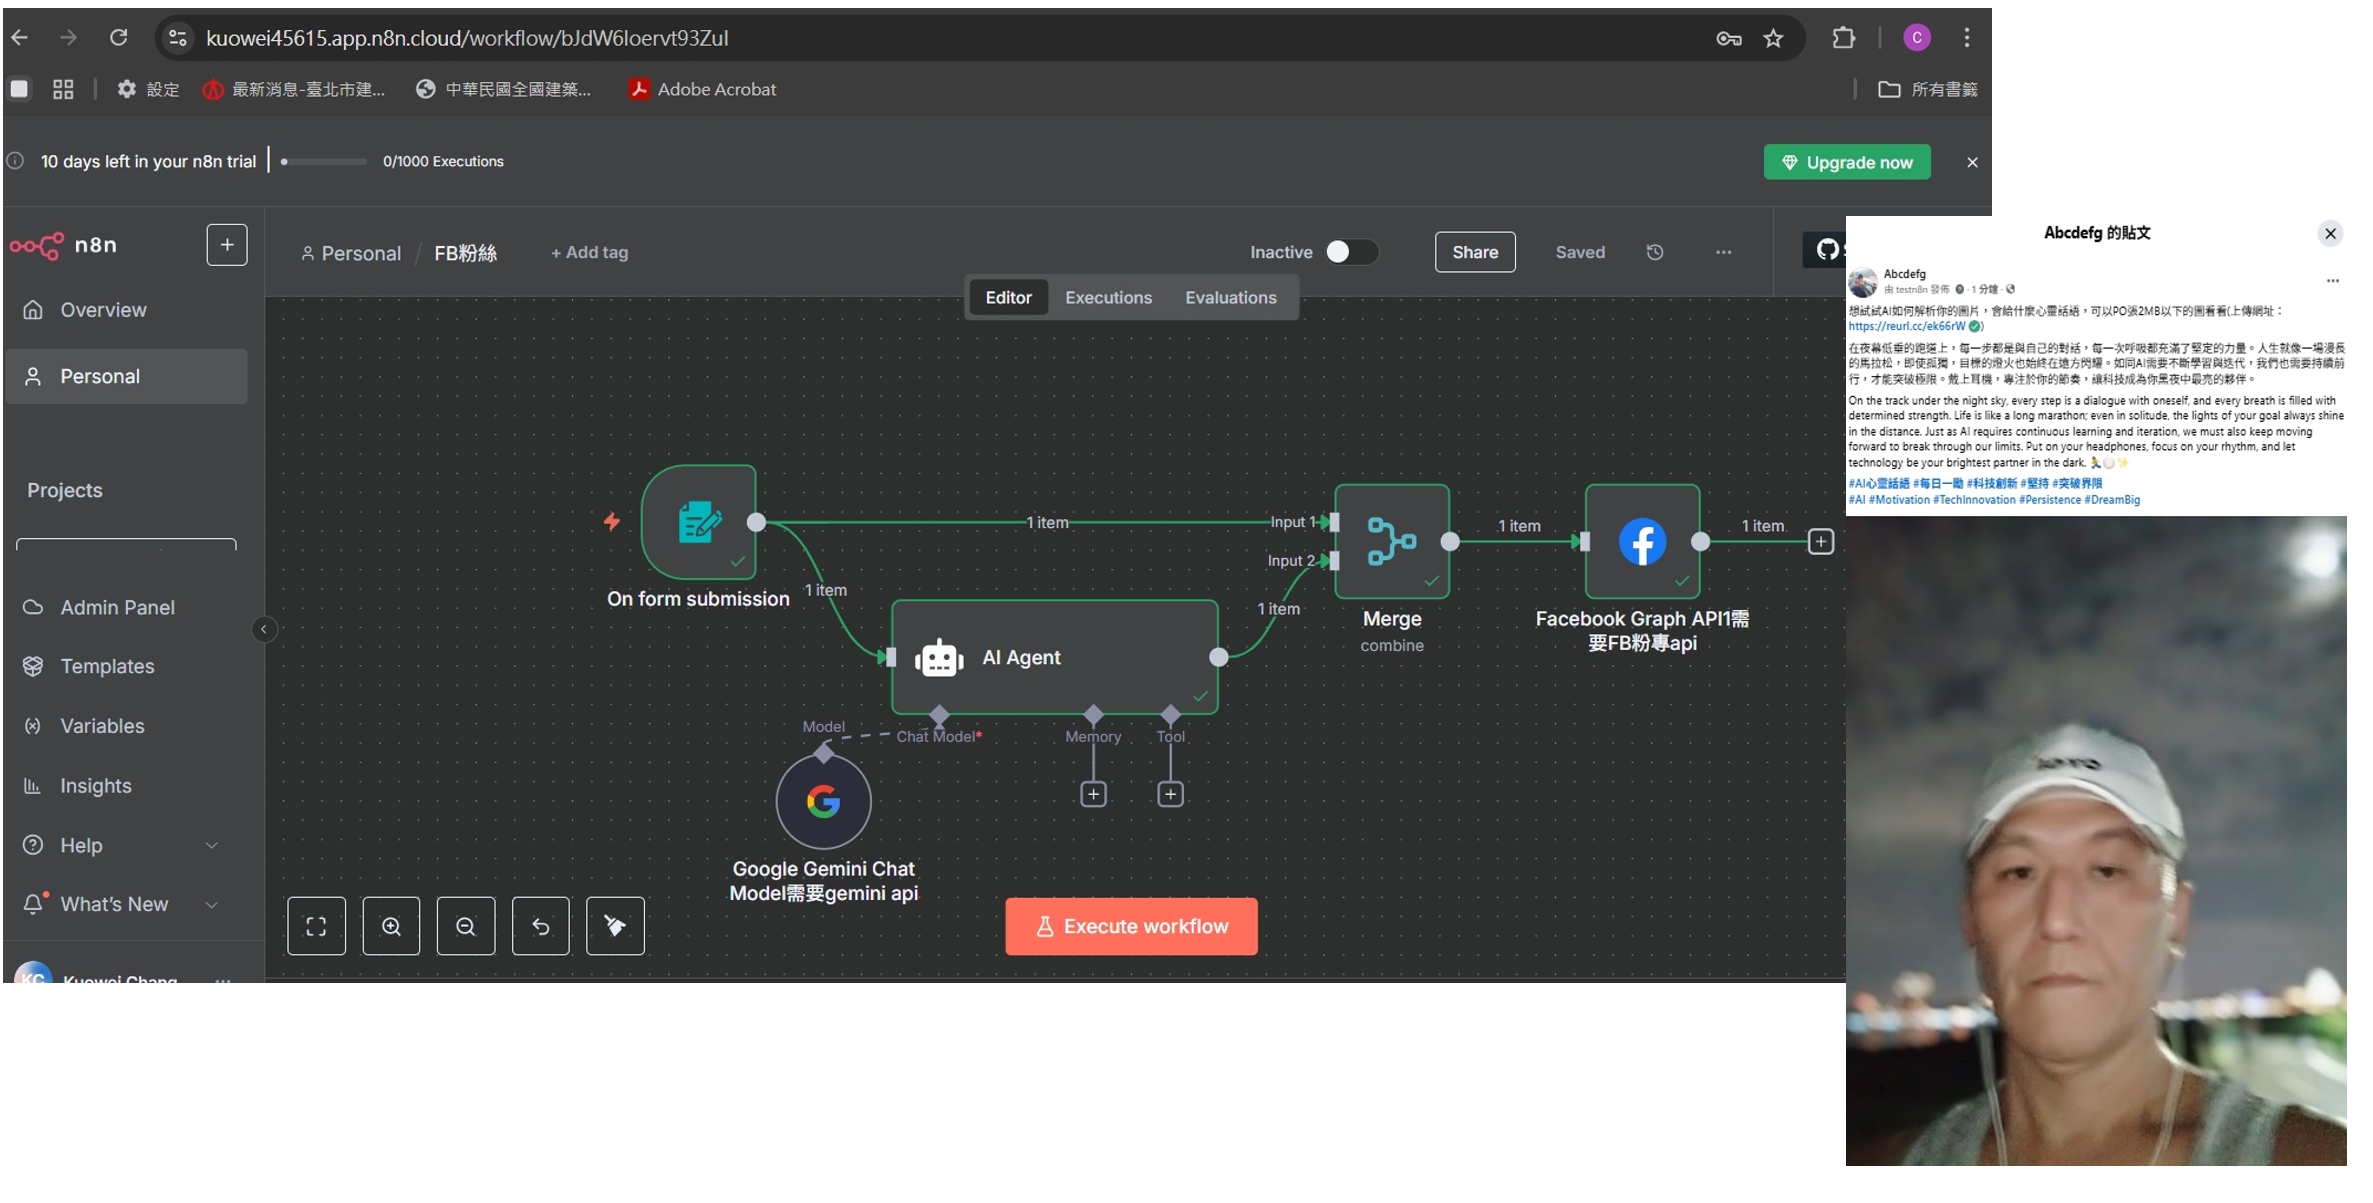 kuowei45615.app.n8n.cloud/workflow/bJdW6Ioervt93ZuI
C
設定
最新消息-臺北市建...
中華民國全國建築...
Adobe Acrobat
所有書籤
10 days left in your n8n trial
0/1000 Executions
Upgrade now
n8n
Personal / FB粉絲
+ Add tag
Inactive
Share
Saved
Editor
Executions
Evaluations
Overview
Personal
Projects
Admin Panel
Templates
Variables
Insights
Help
What's New
KC
Kuowei Chang
On form submission
1 item
1 item
Input 1
Input 2
1 item
AI Agent
Model
Chat Model*
Memory
Tool
Google Gemini Chat
Model需要gemini api
Merge
combine
1 item
Facebook Graph API1需
要FB粉專api
1 item
Execute workflow
Abcdefg 的貼文
Abcdefg
由 testn8n 發佈 · 1 分鐘 ·
想試試AI如何解析你的圖片，會給什麼心靈話語，可以PO張2MB以下的圖看看(上傳網址：
https://reurl.cc/ek66rW ✅)
在夜幕低垂的跑道上，每一步都是與自己的對話，每一次呼吸都充滿了堅定的力量。人生就像一場漫長
的馬拉松，即使孤獨，目標的燈火也始終在遠方閃耀。如同AI需要不斷學習與迭代，我們也需要持續前
行，才能突破極限。戴上耳機，專注於你的節奏，讓科技成為你黑夜中最亮的夥伴。
On the track under the night sky, every step is a dialogue with oneself, and every breath is filled with
determined strength. Life is like a long marathon; even in solitude, the lights of your goal always shine
in the distance. Just as AI requires continuous learning and iteration, we must also keep moving
forward to break through our limits. Put on your headphones, focus on your rhythm, and let
technology be your brightest partner in the dark.
#AI心靈話語 #每日一勵 #科技創新 #堅持 #突破界限
#AI #Motivation #TechInnovation #Persistence #DreamBig